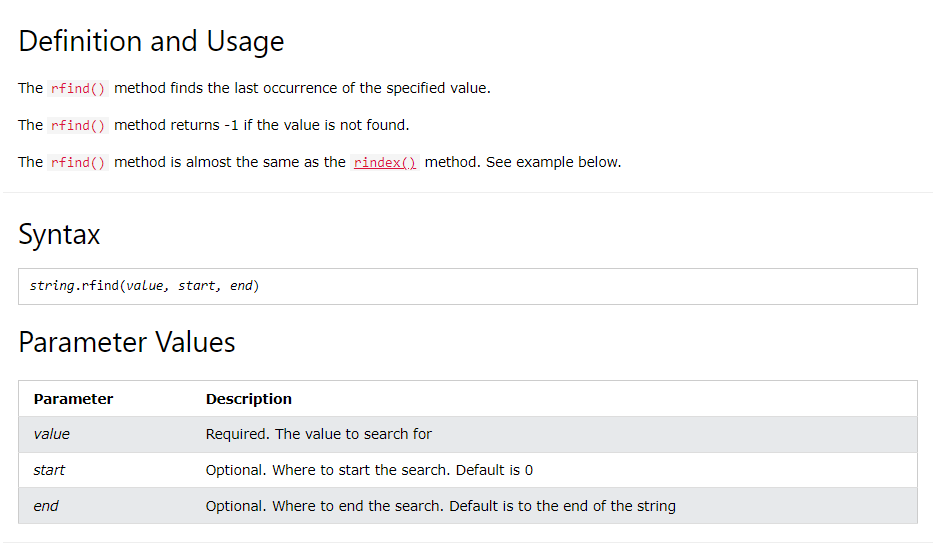 Definition and Usage
The rfind() method finds the last occurrence of the specified value.
The rfind() method returns -1 if the value is not found.
The rfind() method is almost the same as the rindex() method. See example below.
Syntax
string.rfind(value, start, end)
Parameter Values
Parameter Description
value Required. The value to search for
start Optional. Where to start the search. Default is 0
end Optional. Where to end the search. Default is to the end of the string